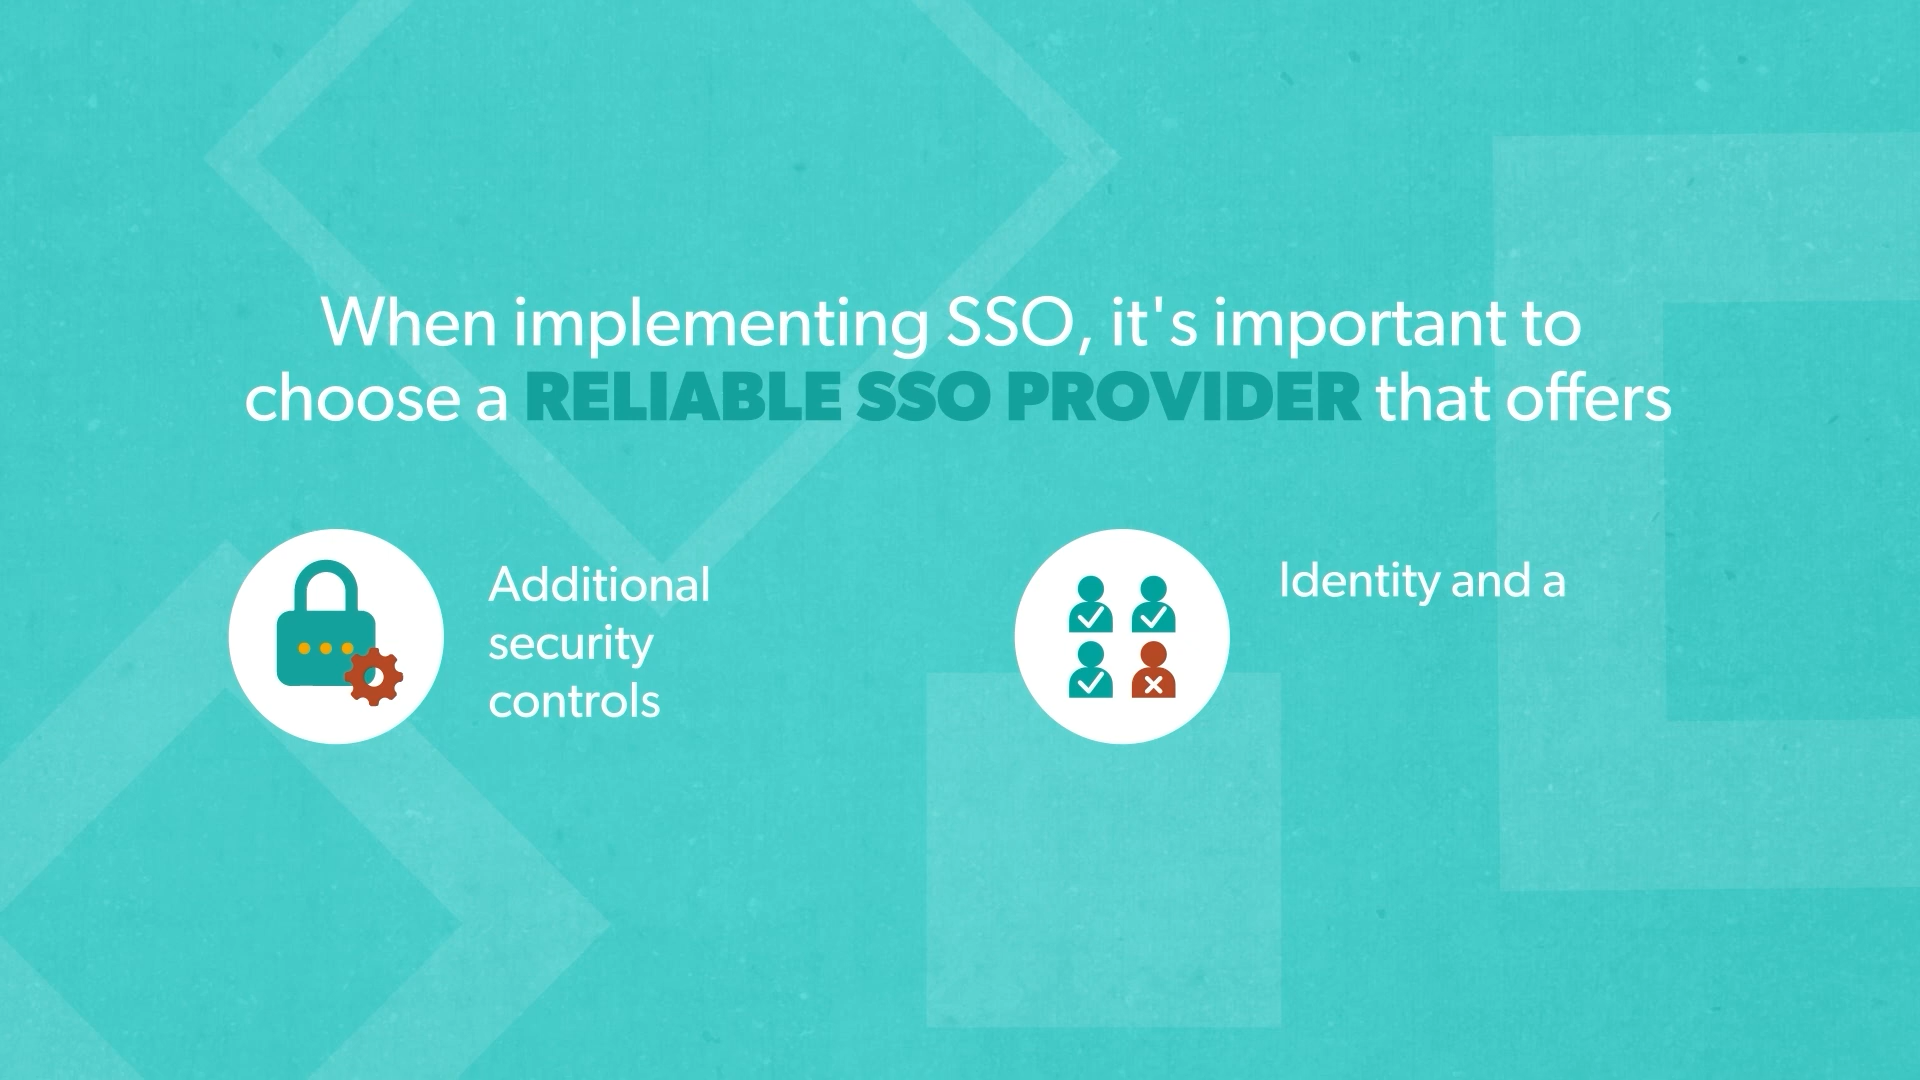 When implementing SSO, it's important to
choose a RELIABLE SSO PROVIDER that offers
Additional
security
controls
Identity and a